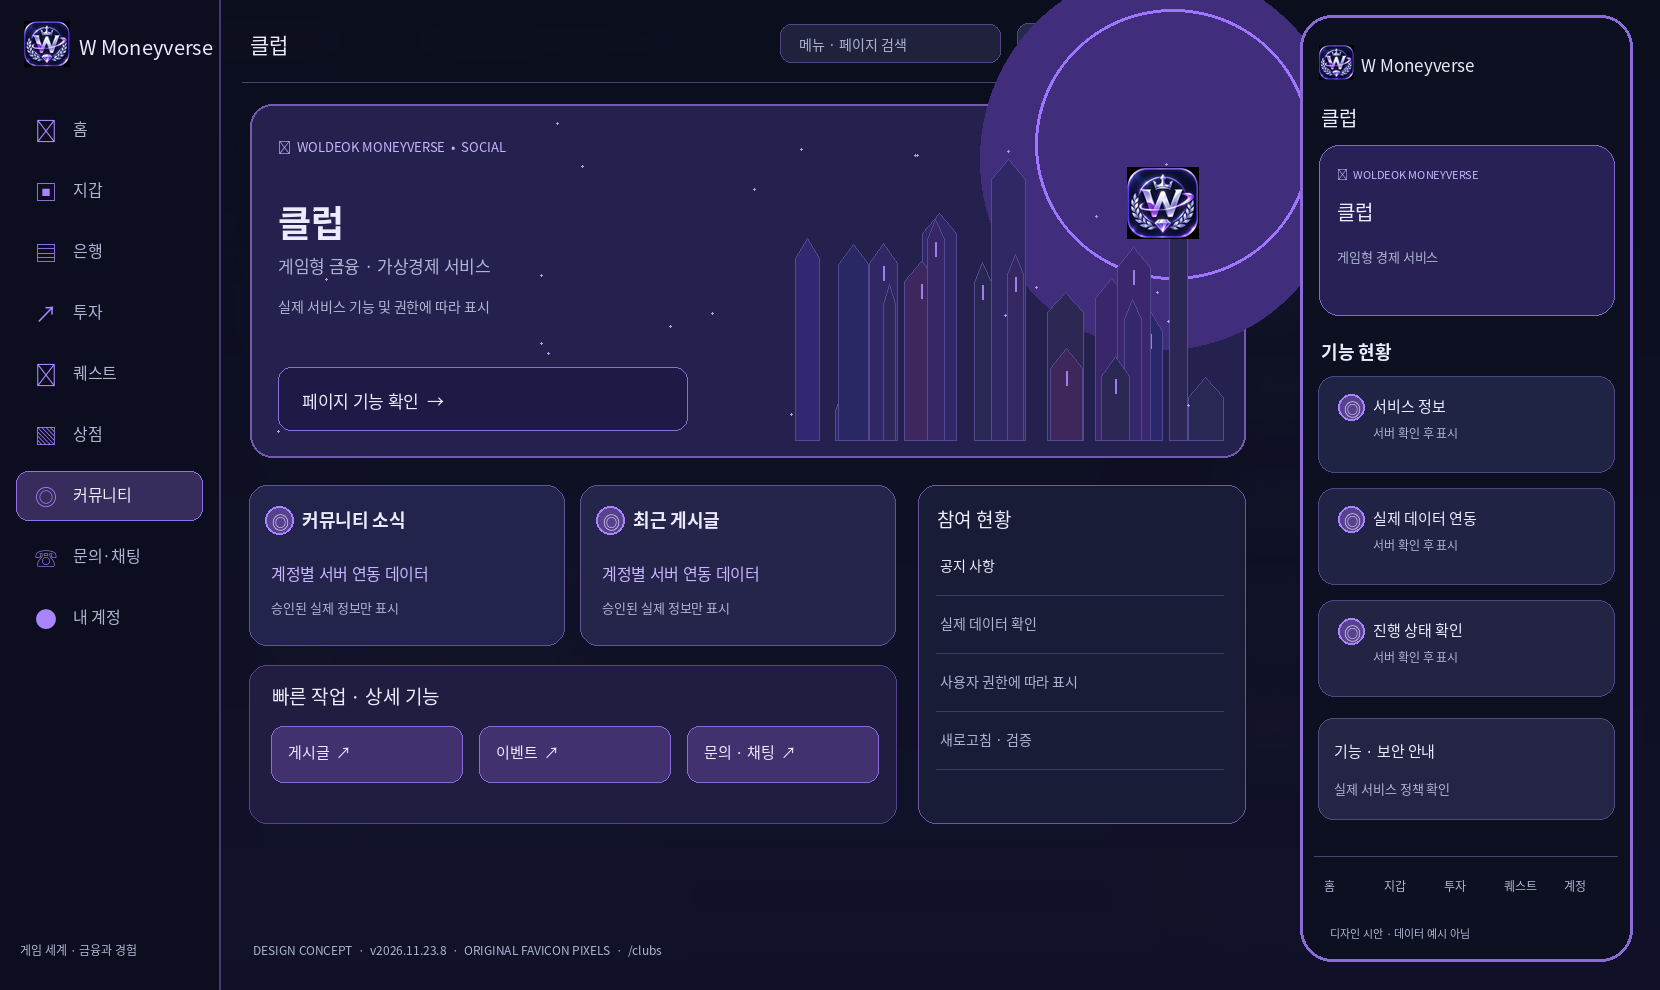 W Moneyverse
홈
지갑
은행
투자
퀘스트
상점
커뮤니티
문의·채팅
내 계정
게임 세계 · 금융과 경험
클럽
메뉴 · 페이지 검색
WOLDEOK MONEYVERSE • SOCIAL
클럽
게임형 금융 · 가상경제 서비스
실제 서비스 기능 및 권한에 따라 표시
페이지 기능 확인 →
W
커뮤니티 소식
계정별 서버 연동 데이터
승인된 실제 정보만 표시
최근 게시글
계정별 서버 연동 데이터
승인된 실제 정보만 표시
참여 현황
공지 사항
실제 데이터 확인
사용자 권한에 따라 표시
새로고침 · 검증
빠른 작업 · 상세 기능
게시글 ↗
이벤트 ↗
문의 · 채팅 ↗
DESIGN CONCEPT · v2026.11.23.8 · ORIGINAL FAVICON PIXELS · /clubs
W Moneyverse
클럽
WOLDEOK MONEYVERSE
클럽
게임형 경제 서비스
기능 현황
서비스 정보
서버 확인 후 표시
실제 데이터 연동
서버 확인 후 표시
진행 상태 확인
서버 확인 후 표시
기능 · 보안 안내
실제 서비스 정책 확인
홈 지갑 투자 퀘스트 계정
디자인 시안 · 데이터 예시 아님